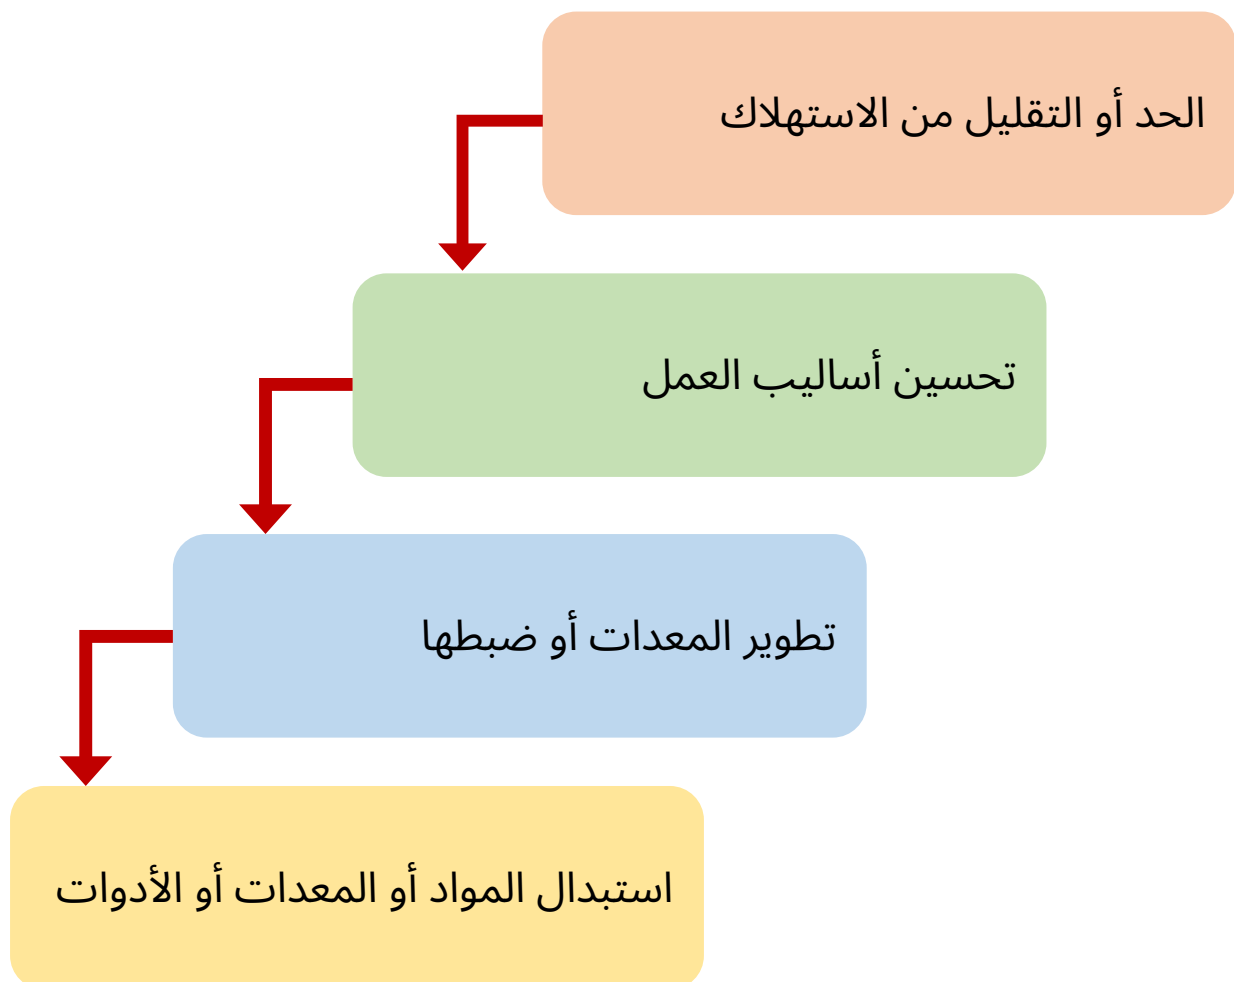 الحد أو التقليل من الاستهلاك
تحسين أساليب العمل
تطوير المعدات أو ضبطها
استبدال المواد أو المعدات أو الأدوات